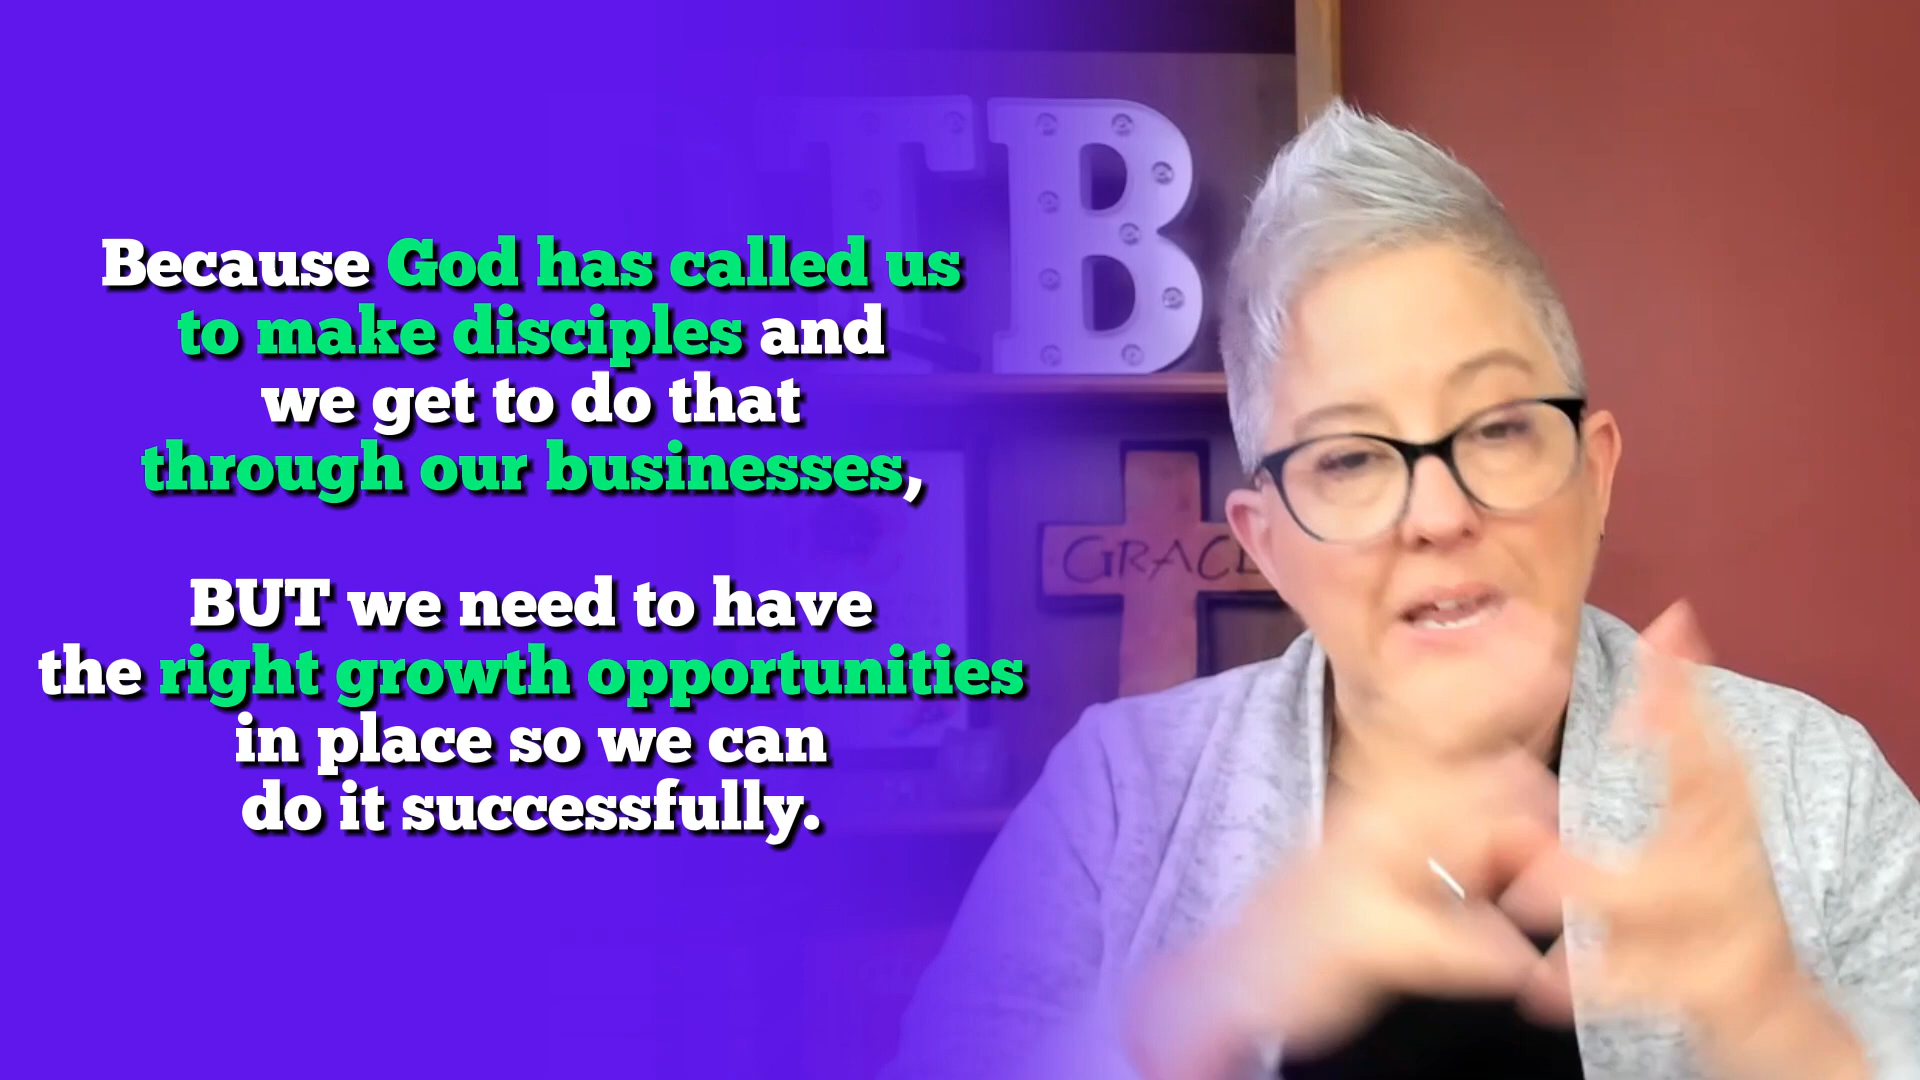 TB
Because God has called us
to make disciples and
we get to do that
through our businesses,
BUT we need to have
the right growth opportunities
in place so we can
do it successfully.
GRACE